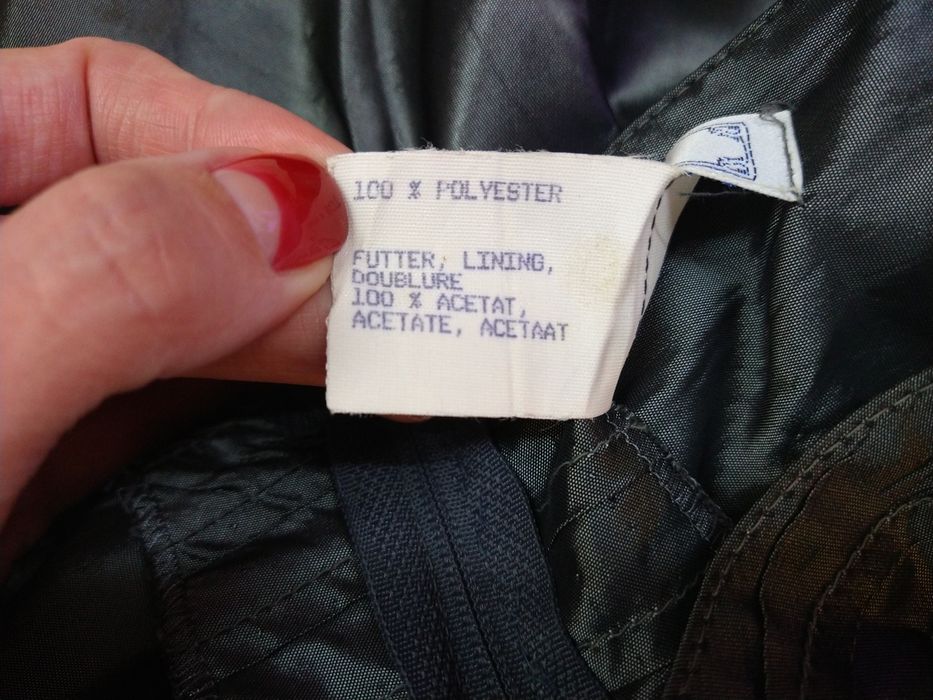 100 % POLYESTER
FUTTER, LINING,
DOUBLURE
100 % ACETAT,
ACETATE, ACETAAT